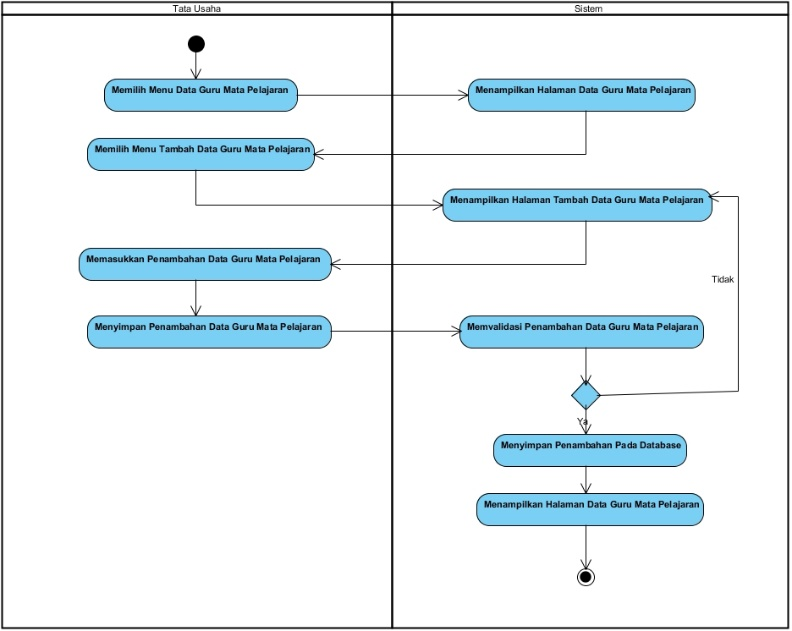 Tata Usaha
Sistem
Memilih Menu Data Guru Mata Pelajaran
Menampilkan Halaman Data Guru Mata Pelajaran
Memilih Menu Tambah Data Guru Mata Pelajaran
Menampilkan Halaman Tambah Data Guru Mata Pelajaran
Memasukkan Penambahan Data Guru Mata Pelajaran
Tidak
Menyimpan Penambahan Data Guru Mata Pelajaran
Memvalidasi Penambahan Data Guru Mata Pelajaran
Ya
Menyimpan Penambahan Pada Database
Menampilkan Halaman Data Guru Mata Pelajaran